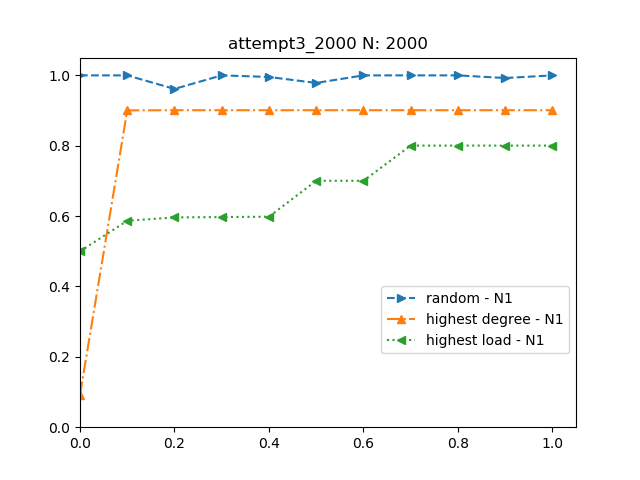 attempt3_2000 N: 2000
1.0
0.8
0.6
0.4
0.2
0.0
0.0 0.2 0.4 0.6 0.8 1.0
random - N1
highest degree - N1
highest load - N1